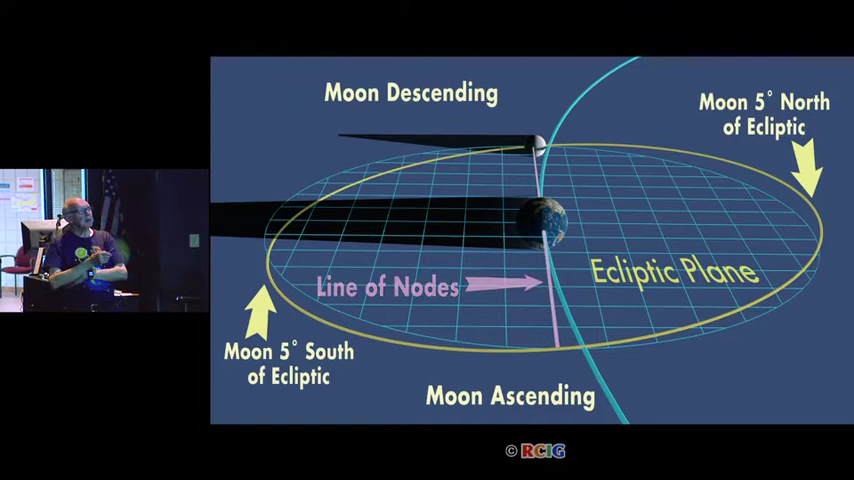 Moon Descending
Moon 5° North
of Ecliptic
Ecliptic Plane
Line of Nodes
Moon 5° South
of Ecliptic
Moon Ascending
© RCIG